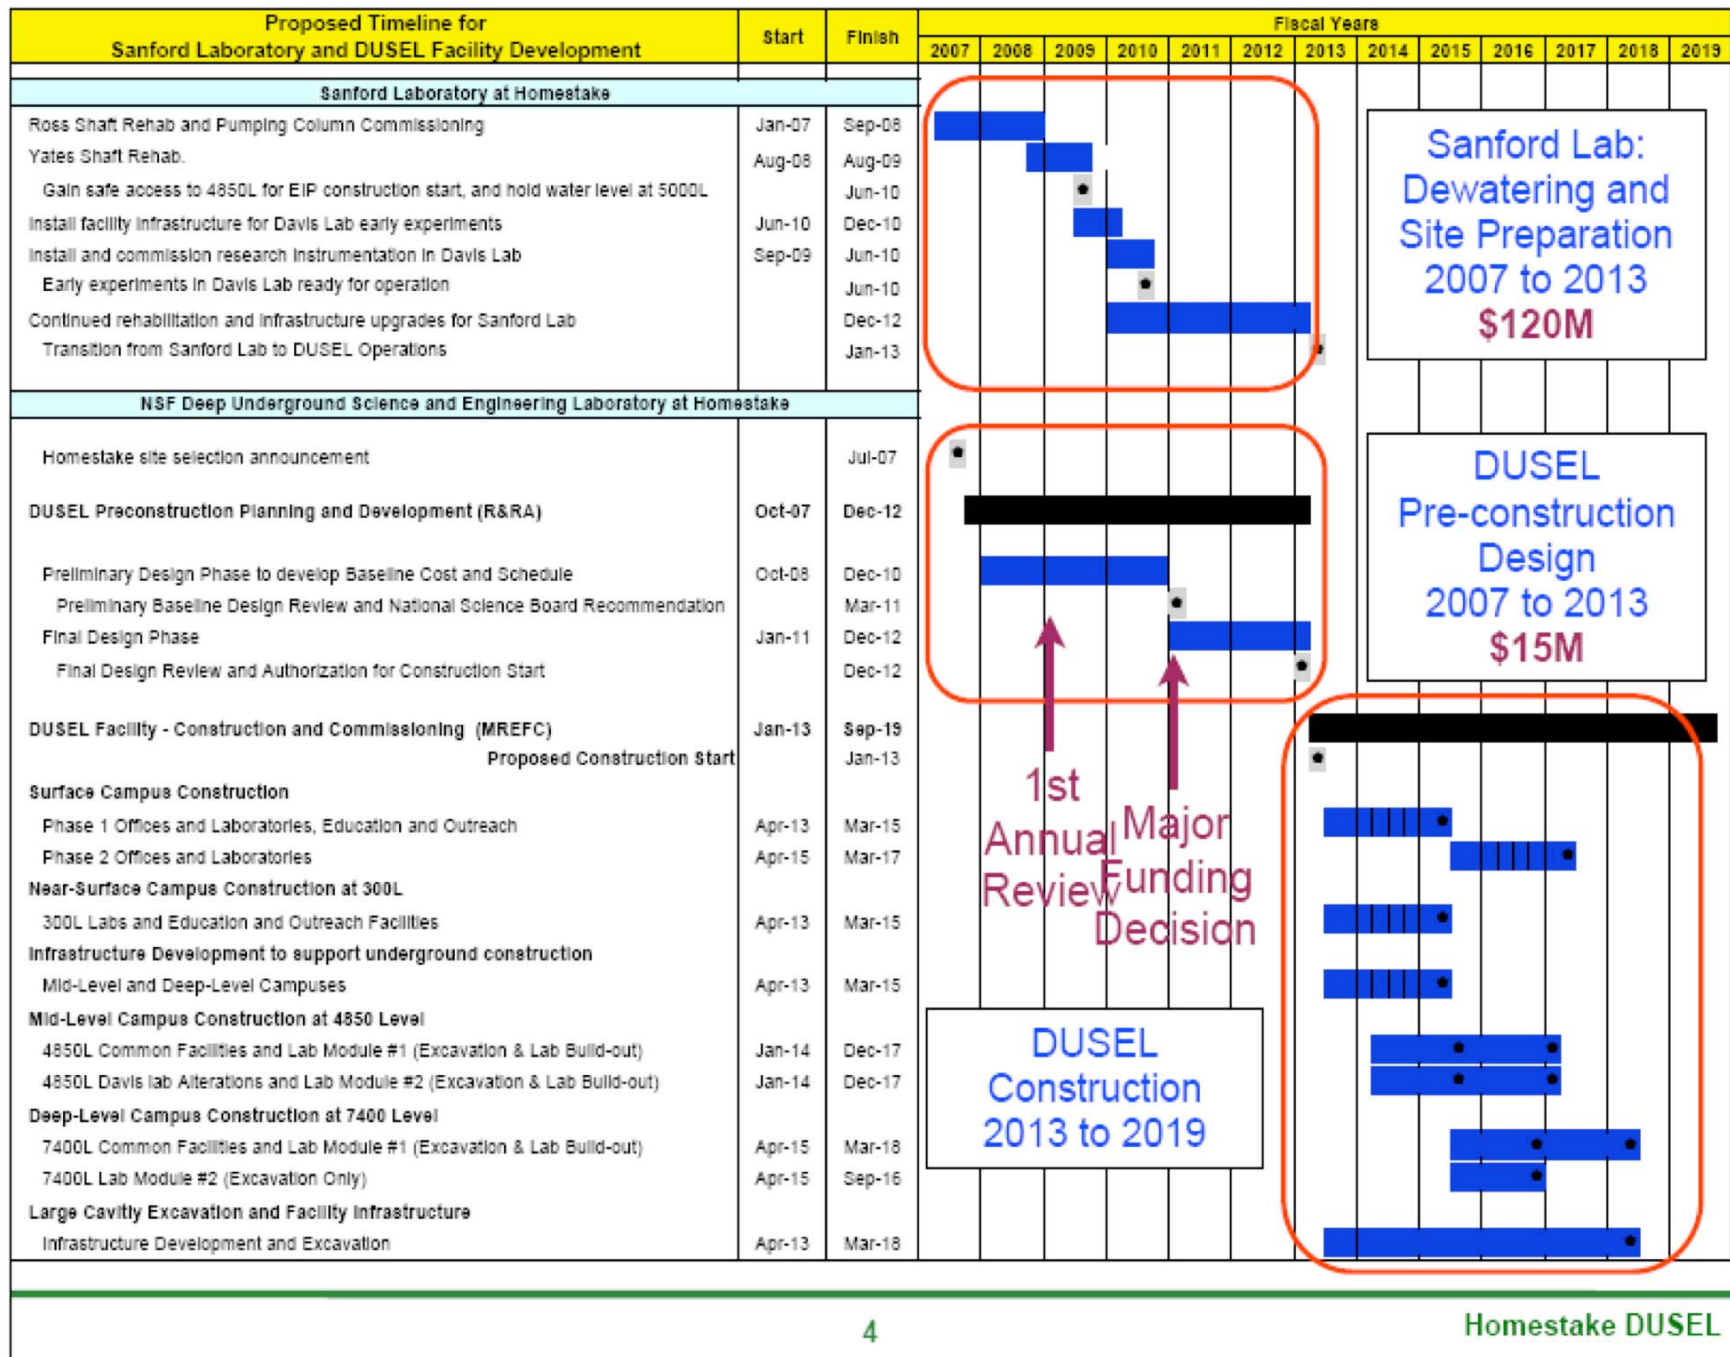 Proposed Timeline for
Sanford Laboratory and DUSEL Facility Development
Start
Finish
Fiscal Years
2007 2008 2009 2010 2011 2012 2013 2014 2015 2016 2017 2018 2019
Sanford Laboratory at Homestake
Ross Shaft Rehab and Pumping Column Commissioning Jan-07 Sep-08
Yates Shaft Rehab. Aug-08 Aug-09
Gain safe access to 4850L for EIP construction start, and hold water level at 5000L Jun-10
Install facility infrastructure for Davis Lab early experiments Jun-10 Dec-10
Install and commission research instrumentation in Davis Lab Sep-09 Jun-10
Early experiments in Davis Lab ready for operation Jun-10
Continued rehabilitation and infrastructure upgrades for Sanford Lab Dec-12
Transition from Sanford Lab to DUSEL Operations Jan-13
Sanford Lab:
Dewatering and
Site Preparation
2007 to 2013
$120M
NSF Deep Underground Science and Engineering Laboratory at Homestake
Homestake site selection announcement Jul-07
DUSEL Preconstruction Planning and Development (R&RA) Oct-07 Dec-12
Preliminary Design Phase to develop Baseline Cost and Schedule Oct-08 Dec-10
Preliminary Baseline Design Review and National Science Board Recommendation Mar-11
Final Design Phase Jan-11 Dec-12
Final Design Review and Authorization for Construction Start Dec-12
DUSEL
Pre-construction
Design
2007 to 2013
$15M
DUSEL Facility - Construction and Commissioning (MREFC) Jan-13 Sep-19
Proposed Construction Start Jan-13
Surface Campus Construction
Phase 1 Offices and Laboratories, Education and Outreach Apr-13 Mar-15
Phase 2 Offices and Laboratories Apr-15 Mar-17
Near-Surface Campus Construction at 300L
300L Labs and Education and Outreach Facilities Apr-13 Mar-15
Infrastructure Development to support underground construction
Mid-Level and Deep-Level Campuses Apr-13 Mar-15
Mid-Level Campus Construction at 4850 Level
4850L Common Facilities and Lab Module #1 (Excavation & Lab Build-out) Jan-14 Dec-17
4850L Davis lab Alterations and Lab Module #2 (Excavation & Lab Build-out) Jan-14 Dec-17
Deep-Level Campus Construction at 7400 Level
7400L Common Facilities and Lab Module #1 (Excavation & Lab Build-out) Apr-15 Mar-18
7400L Lab Module #2 (Excavation Only) Apr-15 Sep-16
Large Cavitiy Excavation and Facility Infrastructure
Infrastructure Development and Excavation Apr-13 Mar-18
1st
Annual
Review
Major
Funding
Decision
DUSEL
Construction
2013 to 2019
4
Homestake DUSEL